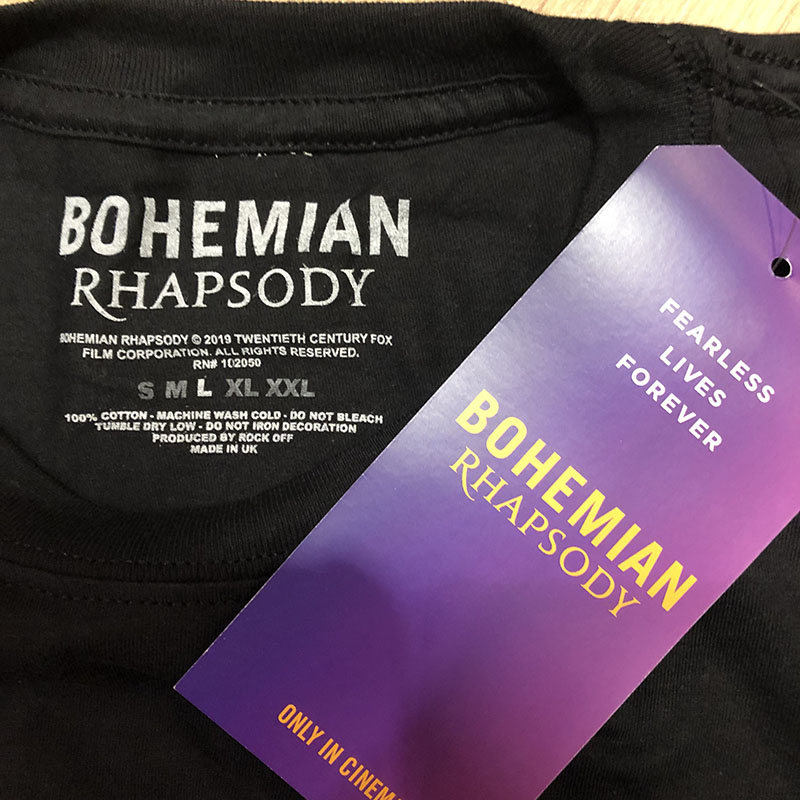 BOHEMIAN
RHAPSODY
BOHEMIAN RHAPSODY © 2019 TWENTIETH CENTURY FOX
FILM CORPORATION. ALL RIGHTS RESERVED.
RN# 102050
S M L XL XXL
100% COTTON - MACHINE WASH COLD - DO NOT BLEACH
TUMBLE DRY LOW - DO NOT IRON DECORATION
PRODUCED BY ROCK OFF
MADE IN UK
FEARLESS
LIVES
FOREVER
BOHEMIAN
RHAPSODY
ONLY IN